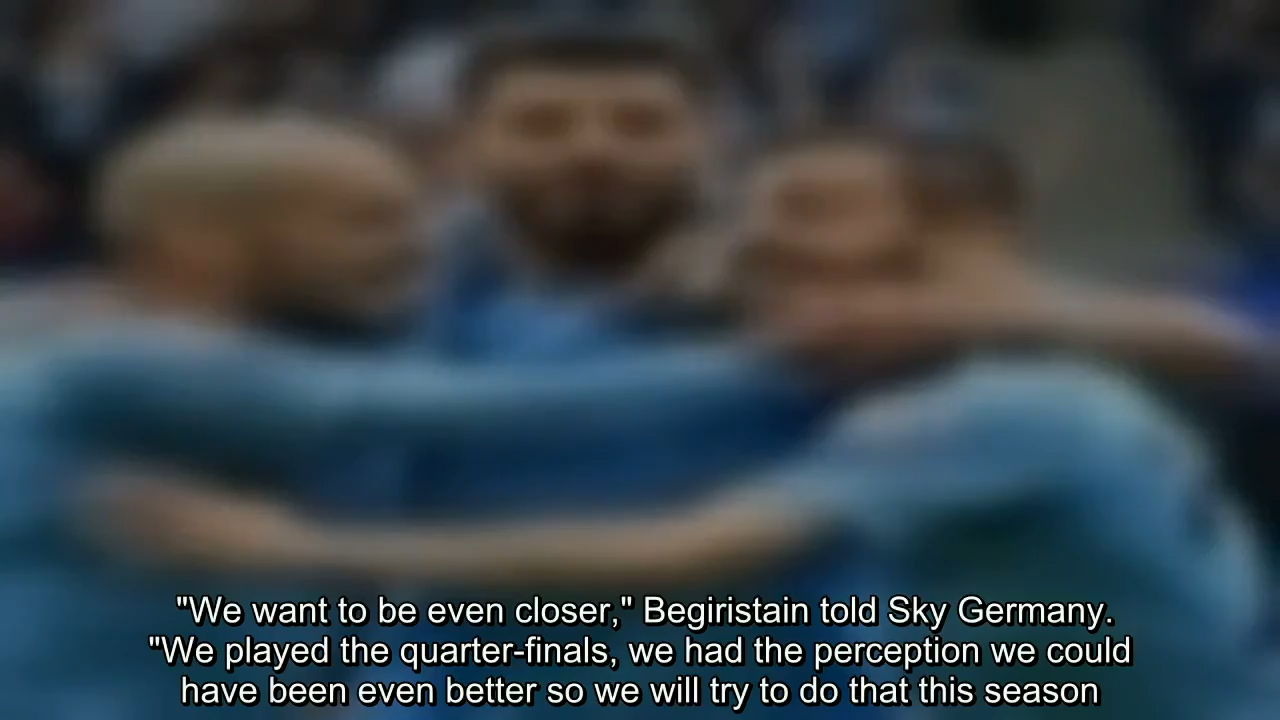 "We want to be even closer," Begiristain told Sky Germany.
"We played the quarter-finals, we had the perception we could
have been even better so we will try to do that this season